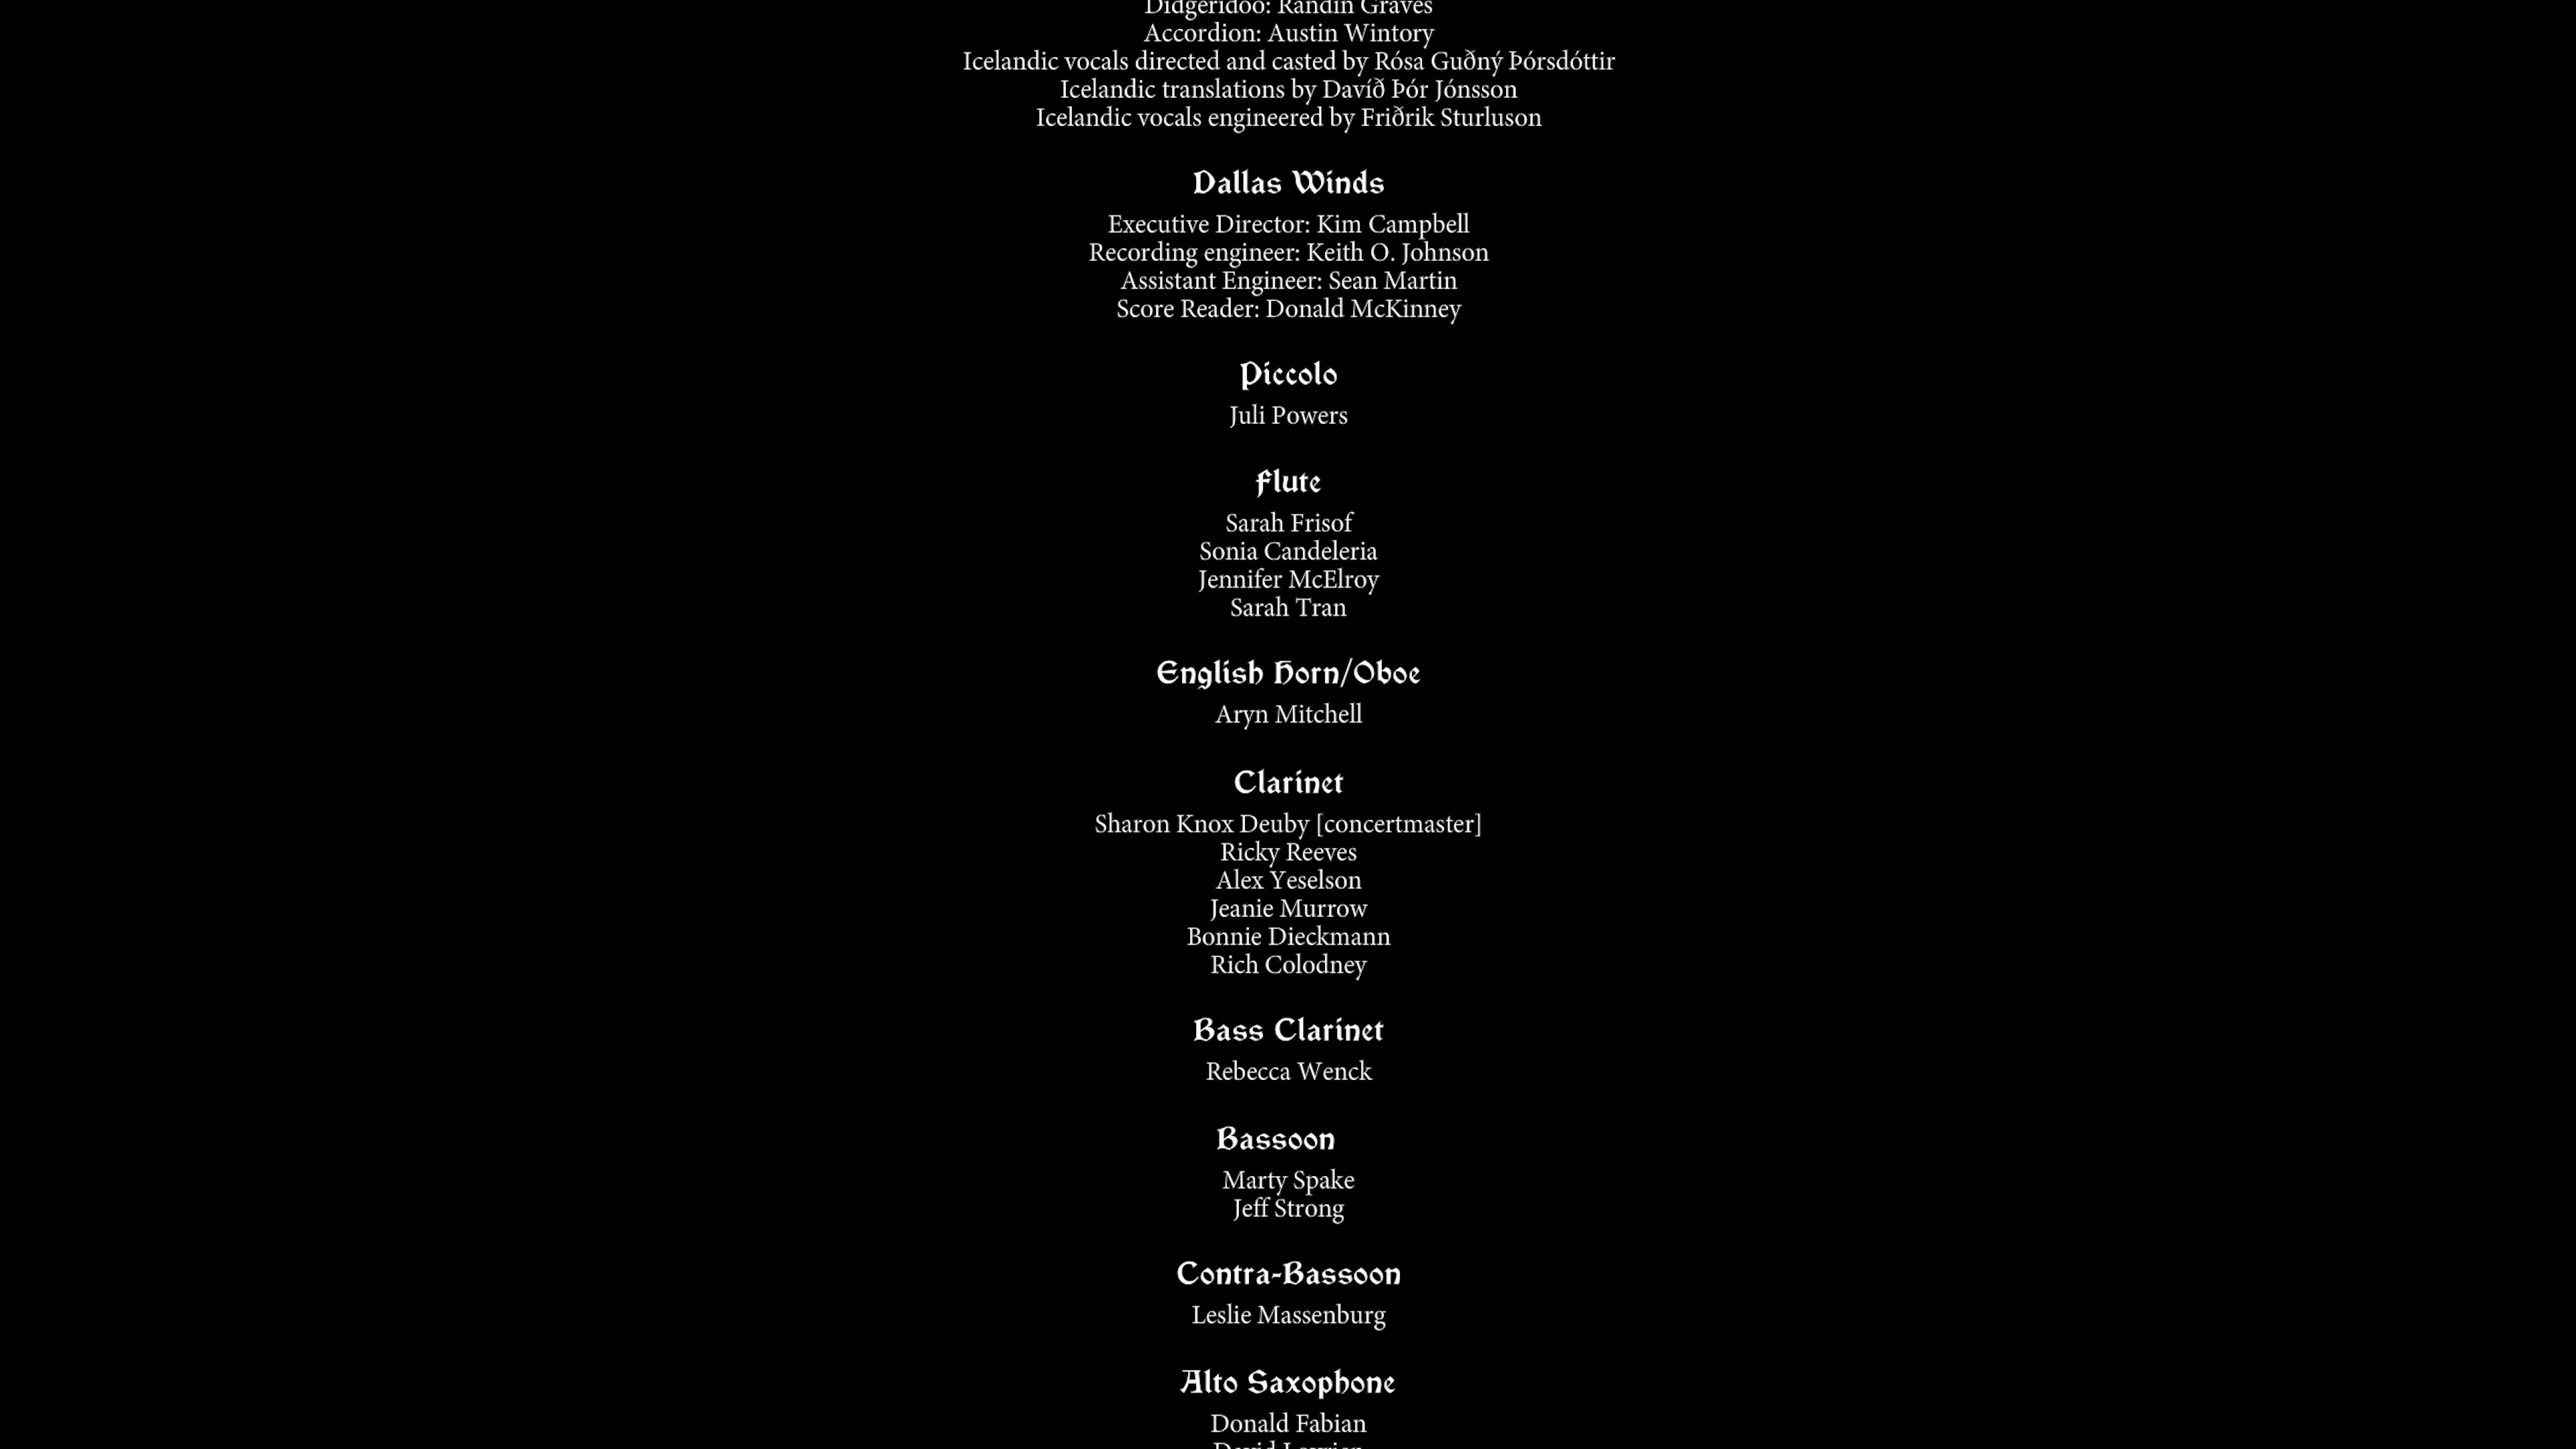 Didgeridoo: Randin Graves
Accordion: Austin Wintory
Icelandic vocals directed and casted by Rósa Guðný Þórsdóttir
Icelandic translations by Davíð Þór Jónsson
Icelandic vocals engineered by Friðrik Sturluson
Dallas Winds
Executive Director: Kim Campbell
Recording engineer: Keith O. Johnson
Assistant Engineer: Sean Martin
Score Reader: Donald McKinney
Piccolo
Juli Powers
Flute
Sarah Frisof
Sonia Candeleria
Jennifer McElroy
Sarah Tran
English Horn/Oboe
Aryn Mitchell
Clarinet
Sharon Knox Deuby [concertmaster]
Ricky Reeves
Alex Yeselson
Jeanie Murrow
Bonnie Dieckmann
Rich Colodney
Bass Clarinet
Rebecca Wenck
Bassoon
Marty Spake
Jeff Strong
Contra-Bassoon
Leslie Massenburg
Alto Saxophone
Donald Fabian
David